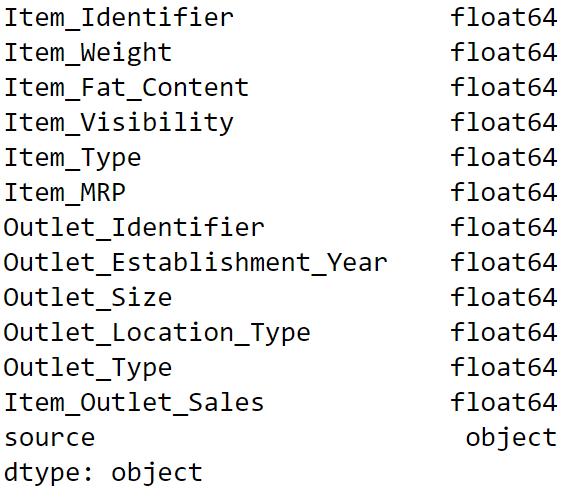 Item_Identifier float64
Item_Weight float64
Item_Fat_Content float64
Item_Visibility float64
Item_Type float64
Item_MRP float64
Outlet_Identifier float64
Outlet_Establishment_Year float64
Outlet_Size float64
Outlet_Location_Type float64
Outlet_Type float64
Item_Outlet_Sales float64
source object
dtype: object